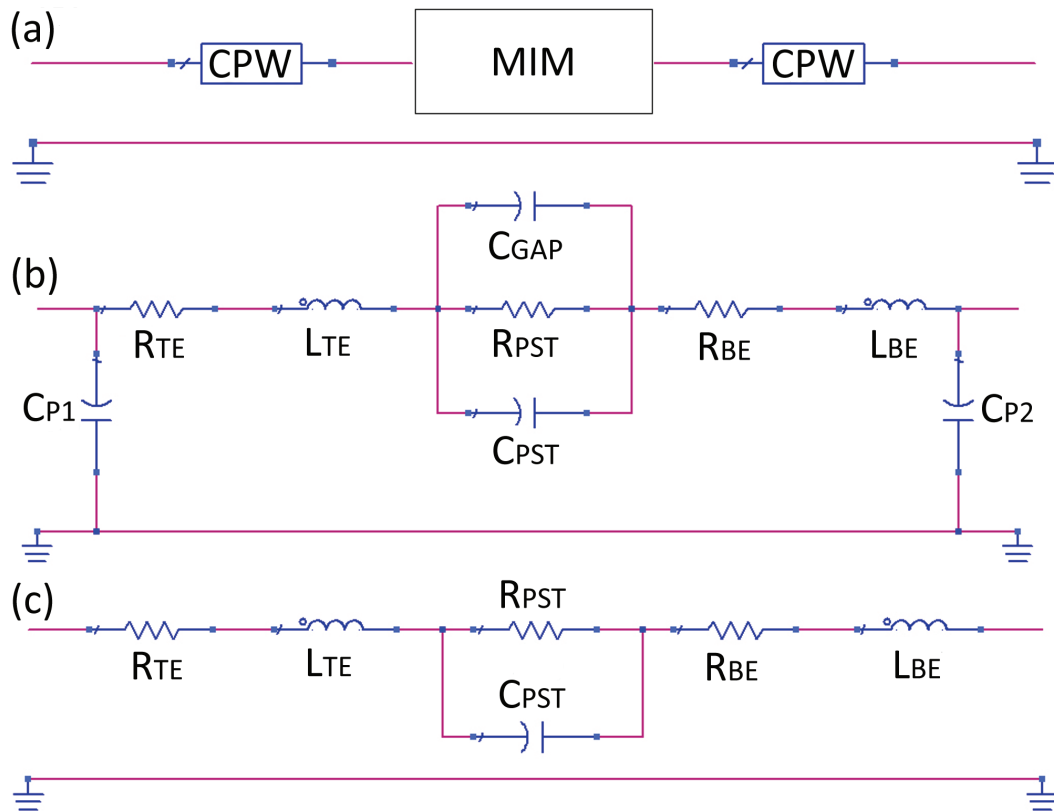 (a)
CPW MIM CPW
CGAP
(b)
RTE LTE RPST RBE LBE
CP1 CP2
CPST
(c)
RPST
RTE LTE RBE LBE
CPST